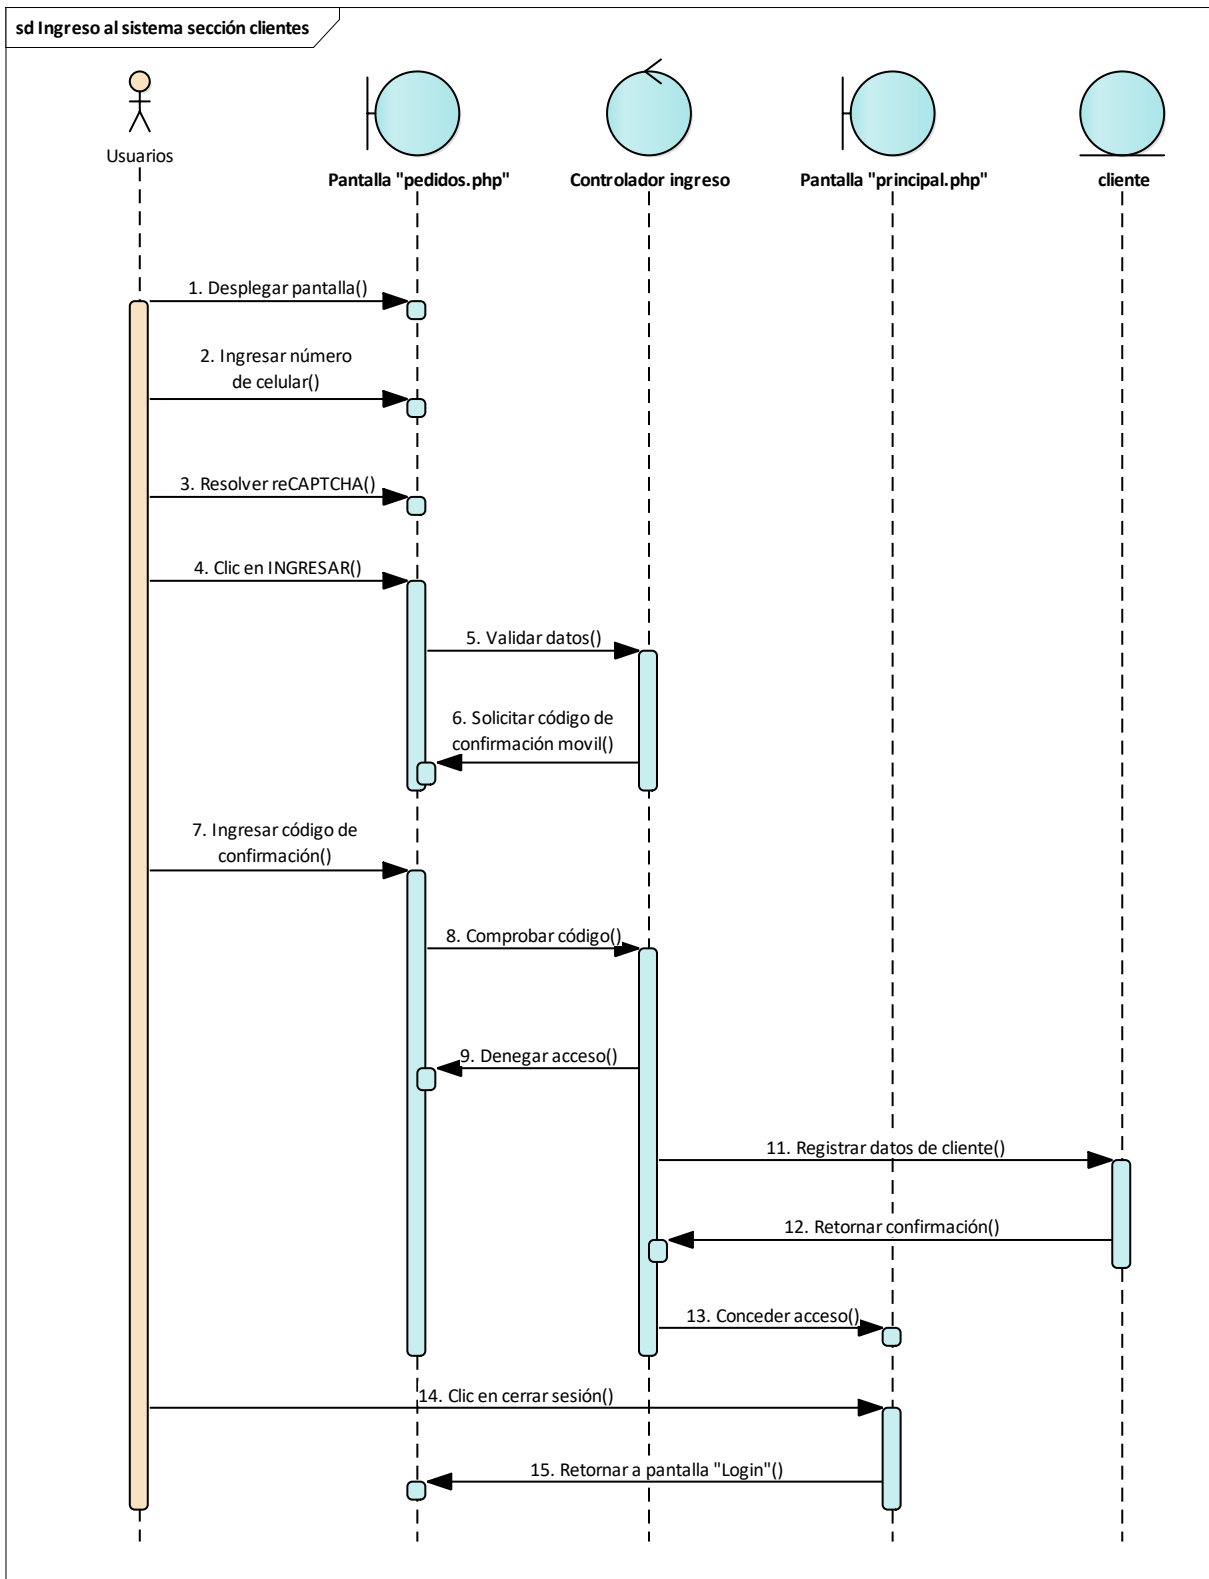 sd Ingreso al sistema sección clientes
Usuarios
Pantalla "pedidos.php"
Controlador ingreso
Pantalla "principal.php"
cliente
1. Desplegar pantalla()
2. Ingresar número
de celular()
3. Resolver reCAPTCHA()
4. Clic en INGRESAR()
5. Validar datos()
6. Solicitar código de
confirmación movil()
7. Ingresar código de
confirmación()
8. Comprobar código()
9. Denegar acceso()
11. Registrar datos de cliente()
12. Retornar confirmación()
13. Conceder acceso()
14. Clic en cerrar sesión()
15. Retornar a pantalla "Login"()